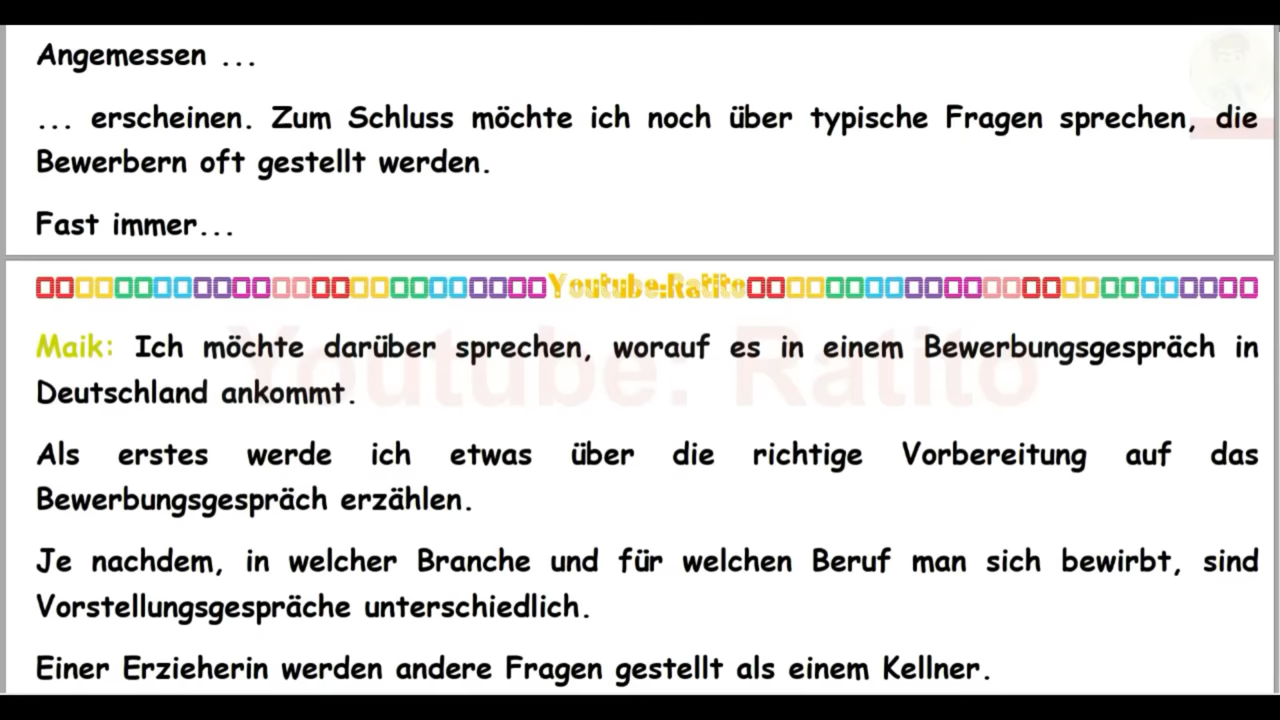 Angemessen ...
... erscheinen. Zum Schluss möchte ich noch über typische Fragen sprechen, die
Bewerbern oft gestellt werden.
Fast immer...
Youtube:Ratito
Maik: Ich möchte darüber sprechen, worauf es in einem Bewerbungsgespräch in
Deutschland ankommt.
Youtube: Ratito
Als erstes werde ich etwas über die richtige Vorbereitung auf das
Bewerbungsgespräch erzählen.
Je nachdem, in welcher Branche und für welchen Beruf man sich bewirbt, sind
Vorstellungsgespräche unterschiedlich.
Einer Erzieherin werden andere Fragen gestellt als einem Kellner.